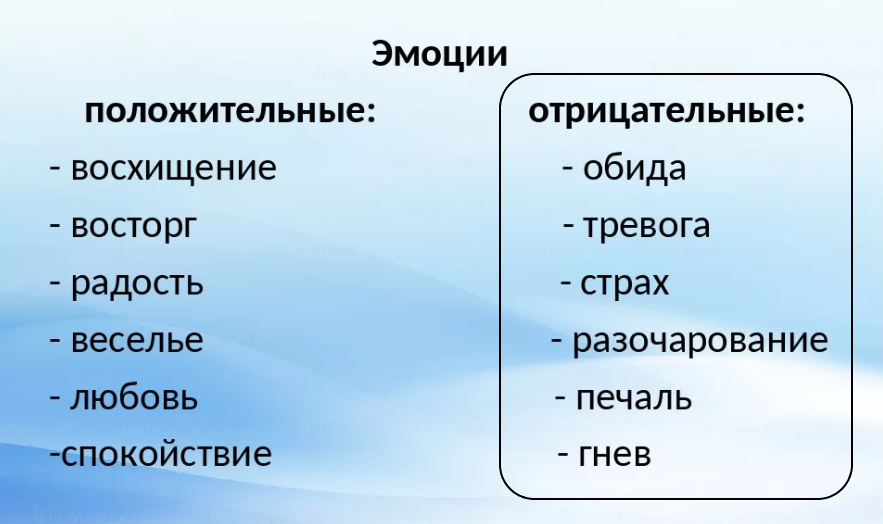 Эмоции
положительные:
- восхищение
- восторг
- радость
- веселье
- любовь
-спокойствие
отрицательные:
- обида
- тревога
- страх
- разочарование
- печаль
- гнев